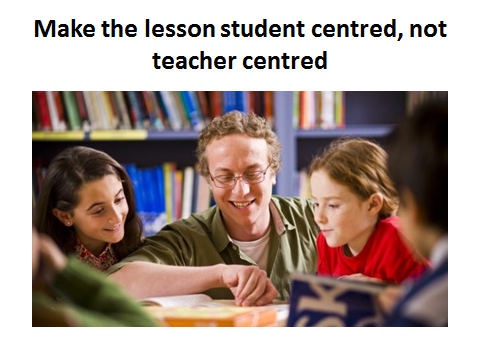 Make the lesson student centred, not
teacher centred